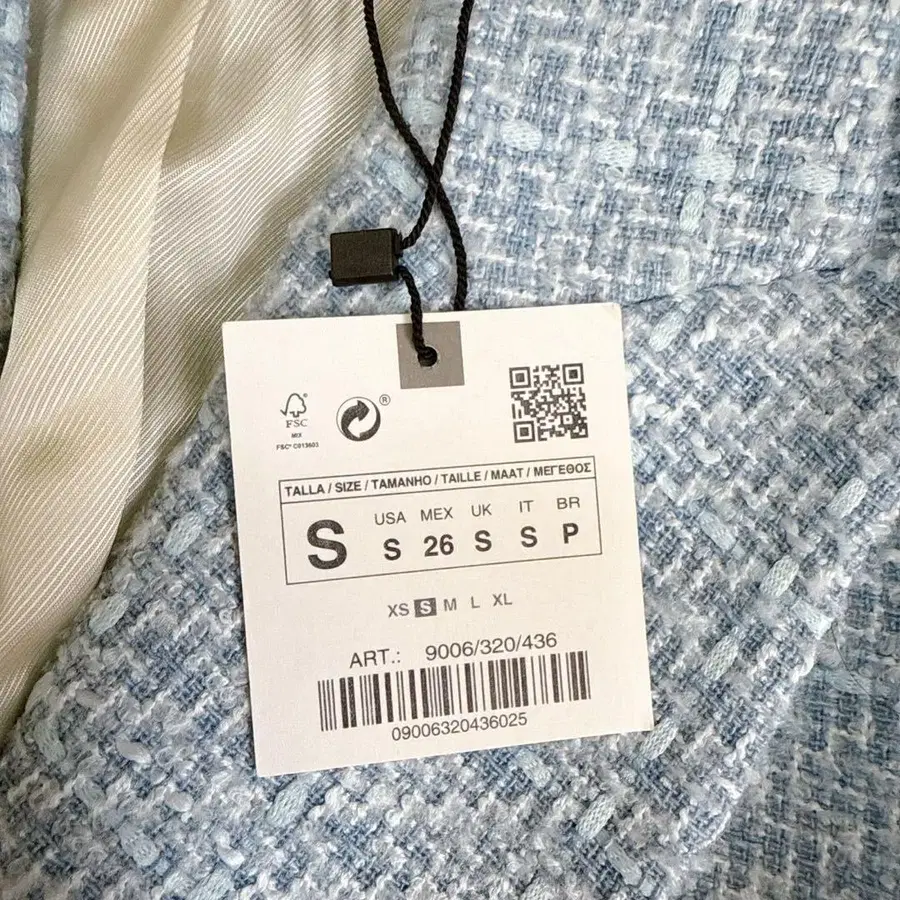 FSC
®
MIX
FSC® C013603
TALLA / SIZE / TAMANHO / TAILLE / MAAT / ΜΕΓΕΘΟΣ
S
USA MEX UK IT BR
S 26 S S P
XS S M L XL
ART.: 9006/320/436
09006320436025